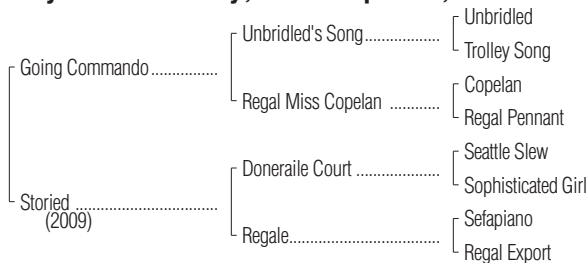 Unbridled
Unbridled's Song..................
Trolley Song
Going Commando................
Copelan
Regal Miss Copelan ............
Regal Pennant
Seattle Slew
Doneraile Court ....................
Sophisticated Girl
Storied ..................................
(2009)
Sefapiano
Regale....................................
Regal Export